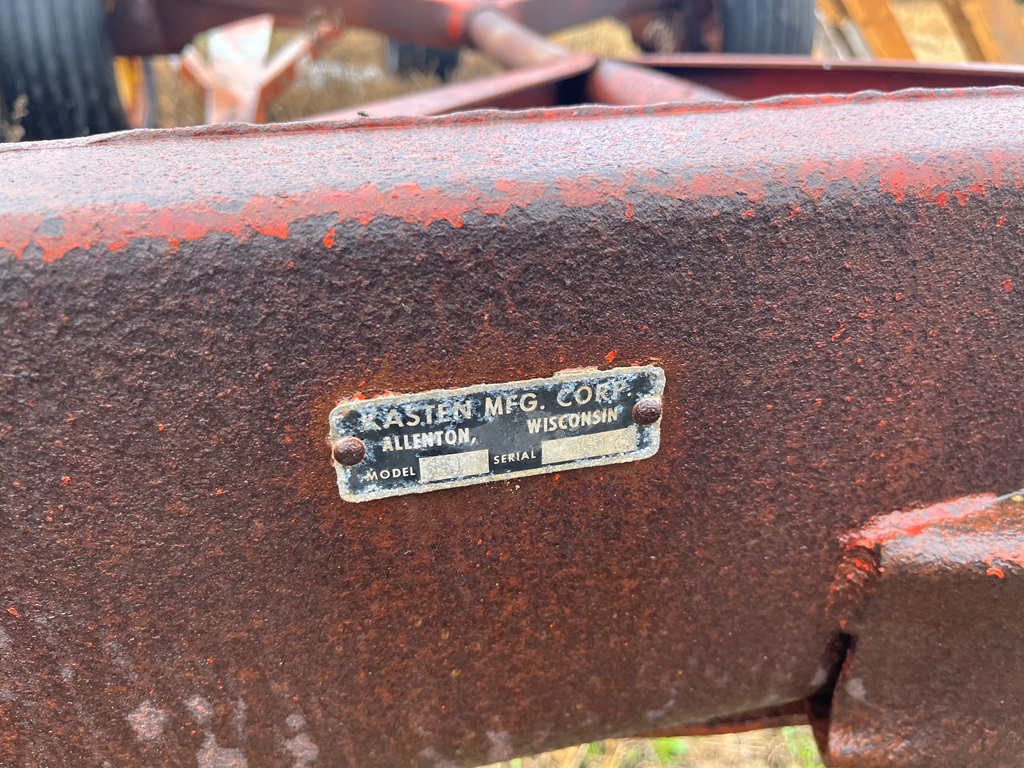 KASTEN MFG. CORP.
ALLENTON, WISCONSIN
MODEL SERIAL